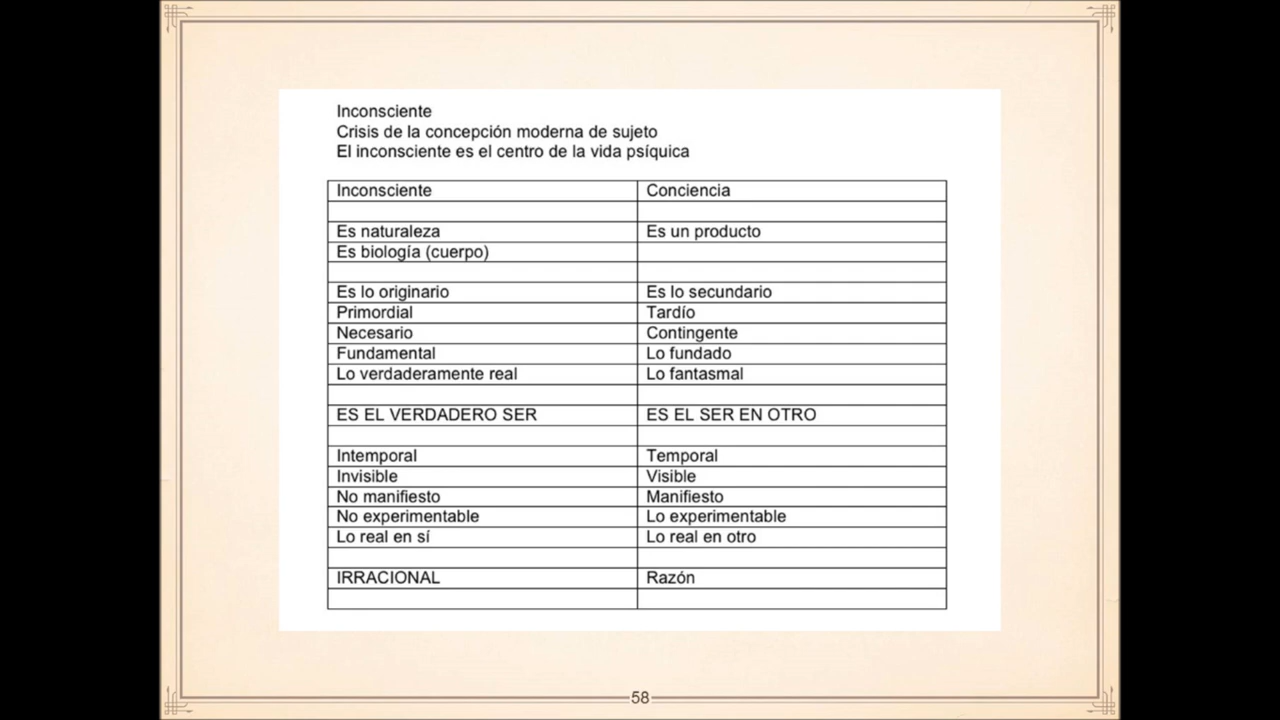 Inconsciente
Crisis de la concepción moderna de sujeto
El inconsciente es el centro de la vida psíquica
Inconsciente Conciencia
Es naturaleza Es un producto
Es biología (cuerpo)
Es lo originario Es lo secundario
Primordial Tardío
Necesario Contingente
Fundamental Lo fundado
Lo verdaderamente real Lo fantasmal
ES EL VERDADERO SER ES EL SER EN OTRO
Intemporal Temporal
Invisible Visible
No manifiesto Manifiesto
No experimentable Lo experimentable
Lo real en sí Lo real en otro
IRRACIONAL Razón
58